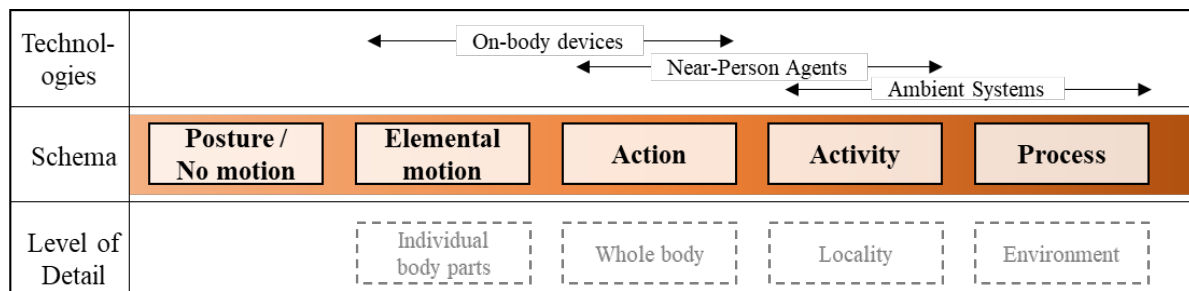 Technol-
ogies
On-body devices
Near-Person Agents
Ambient Systems
Schema
Posture /
No motion
Elemental
motion
Action
Activity
Process
Level of
Detail
Individual
body parts
Whole body
Locality
Environment